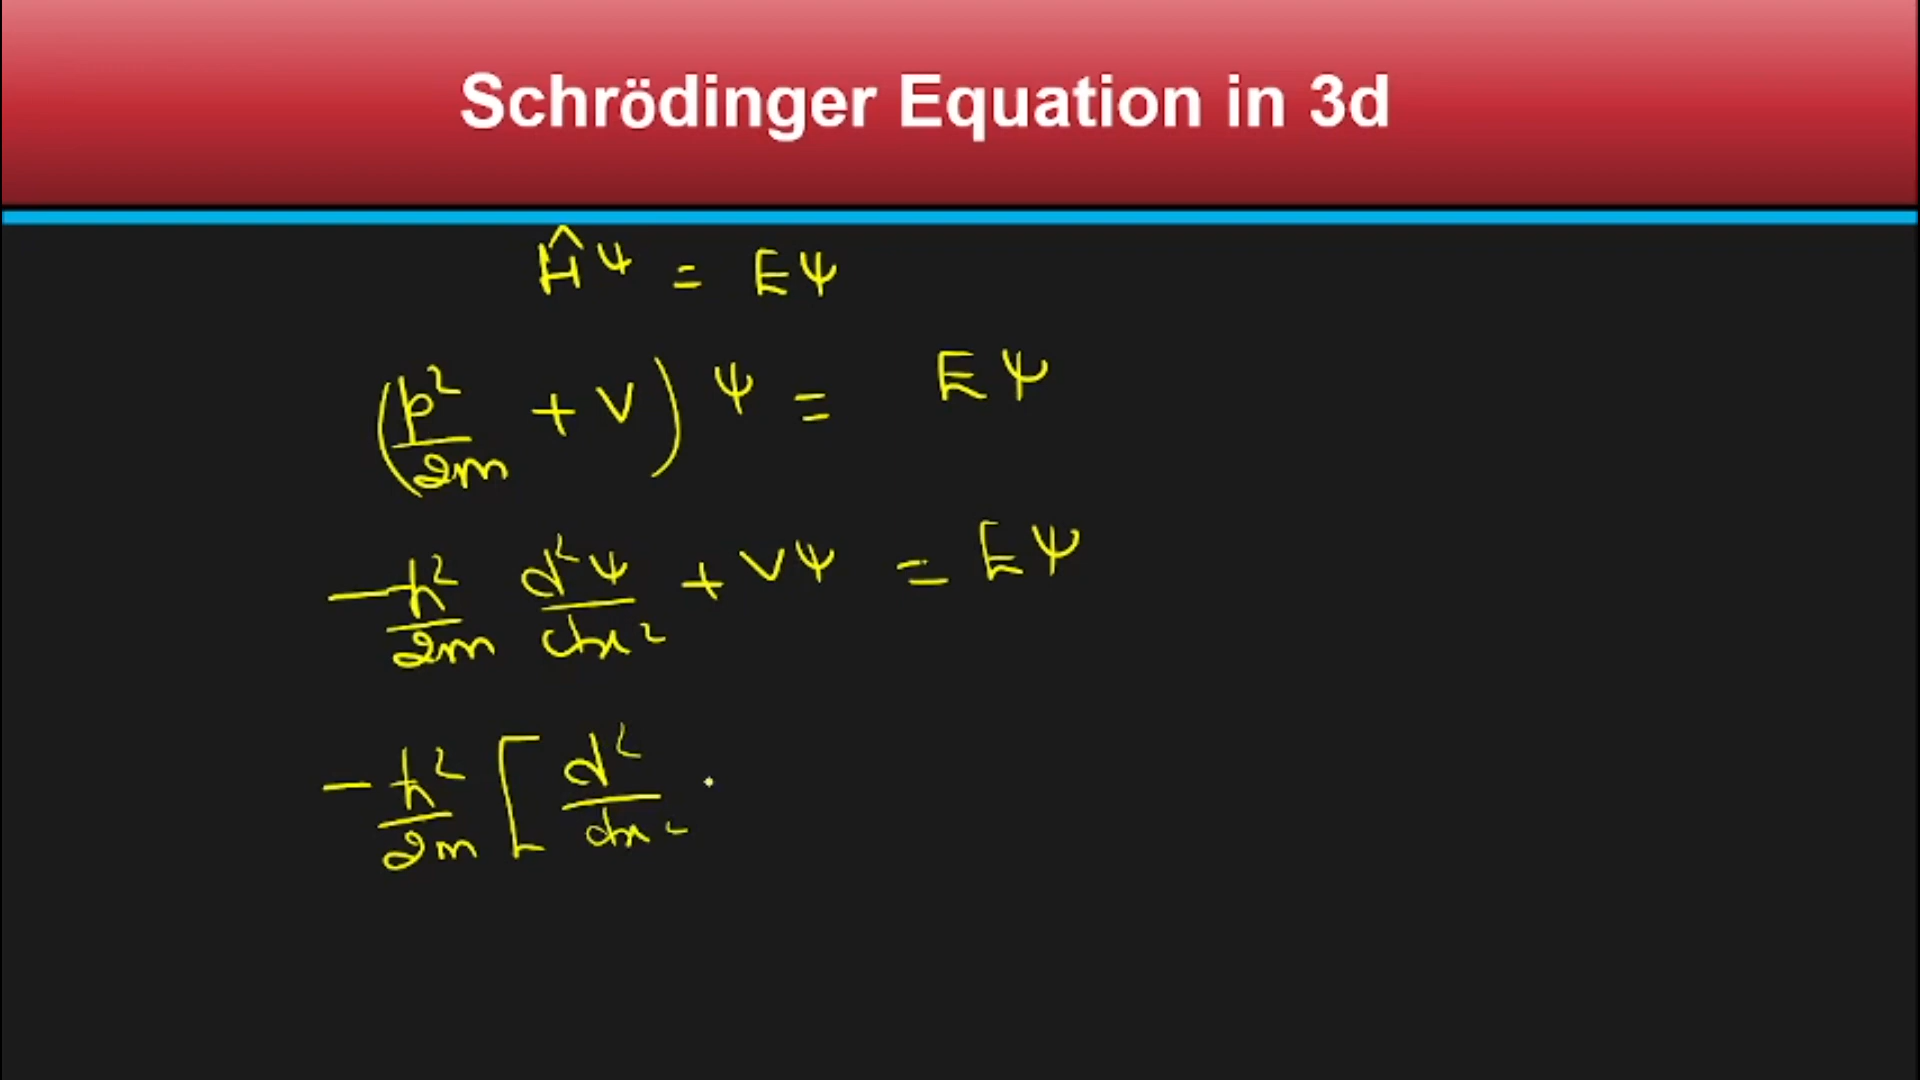 Schrödinger Equation in 3d
Ĥψ = Eψ
(p²/2m + V) ψ = Eψ
-ħ²/2m d²ψ/dx² + Vψ = Eψ
-ħ²/2m [ d²/dx²